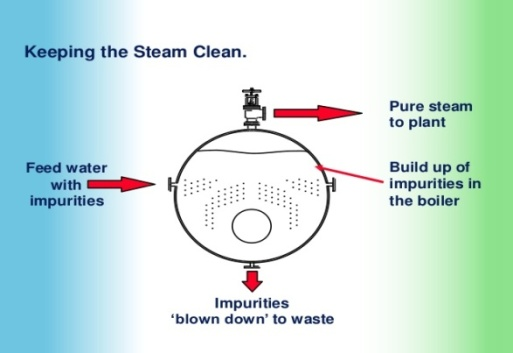 Keeping the Steam Clean.
Pure steam
to plant
Feed water
with
impurities
Build up of
impurities in
the boiler
Impurities
‘blown down’ to waste